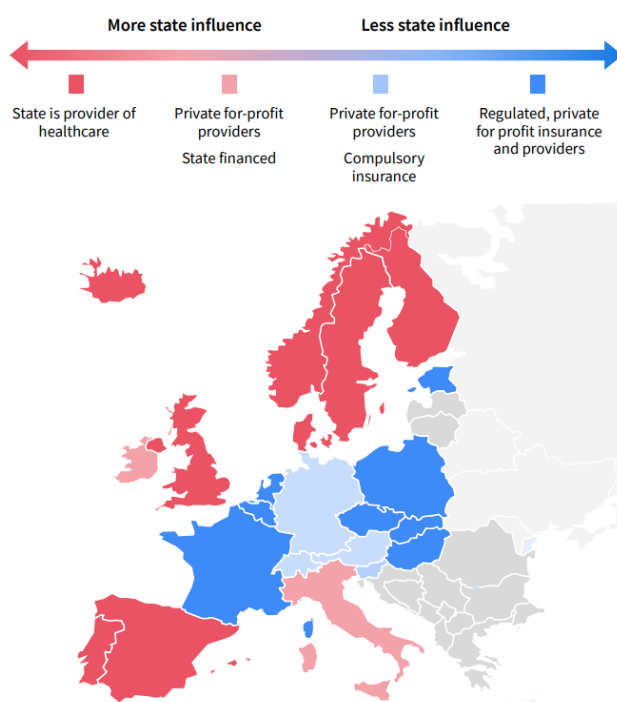 More state influence
Less state influence
State is provider of
healthcare
Private for-profit
providers
State financed
Private for-profit
providers
Compulsory
insurance
Regulated, private
for profit insurance
and providers